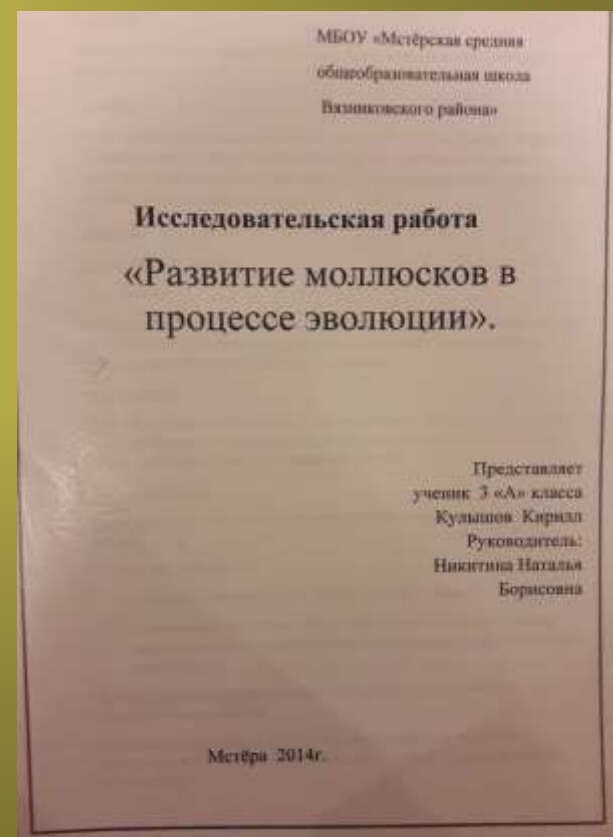 МБОУ «Мстёрская средняя
общеобразовательная школа
Вязниковского района»
Исследовательская работа
«Развитие моллюсков в
процессе эволюции».
Представляет
ученик 3 «А» класса
Кулышов Кирилл
Руководитель:
Никитина Наталья
Борисовна
Мстёра 2014г.